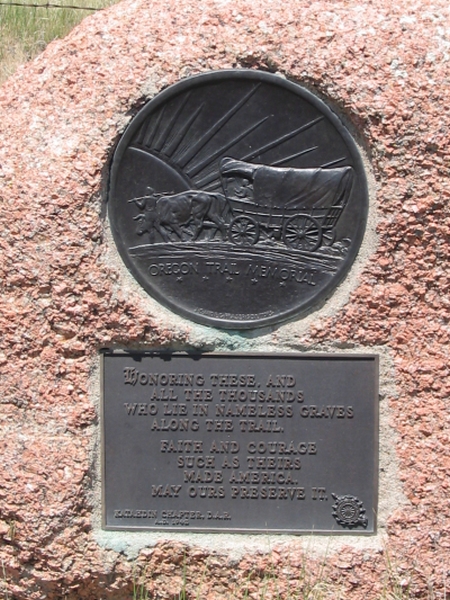 OREGON TRAIL MEMORIAL
HONORING THESE, AND
ALL THE THOUSANDS
WHO LIE IN NAMELESS GRAVES
ALONG THE TRAIL.
FAITH AND COURAGE
SUCH AS THEIRS
MADE AMERICA.
MAY OURS PRESERVE IT.
CHAPTER, D.A.R.